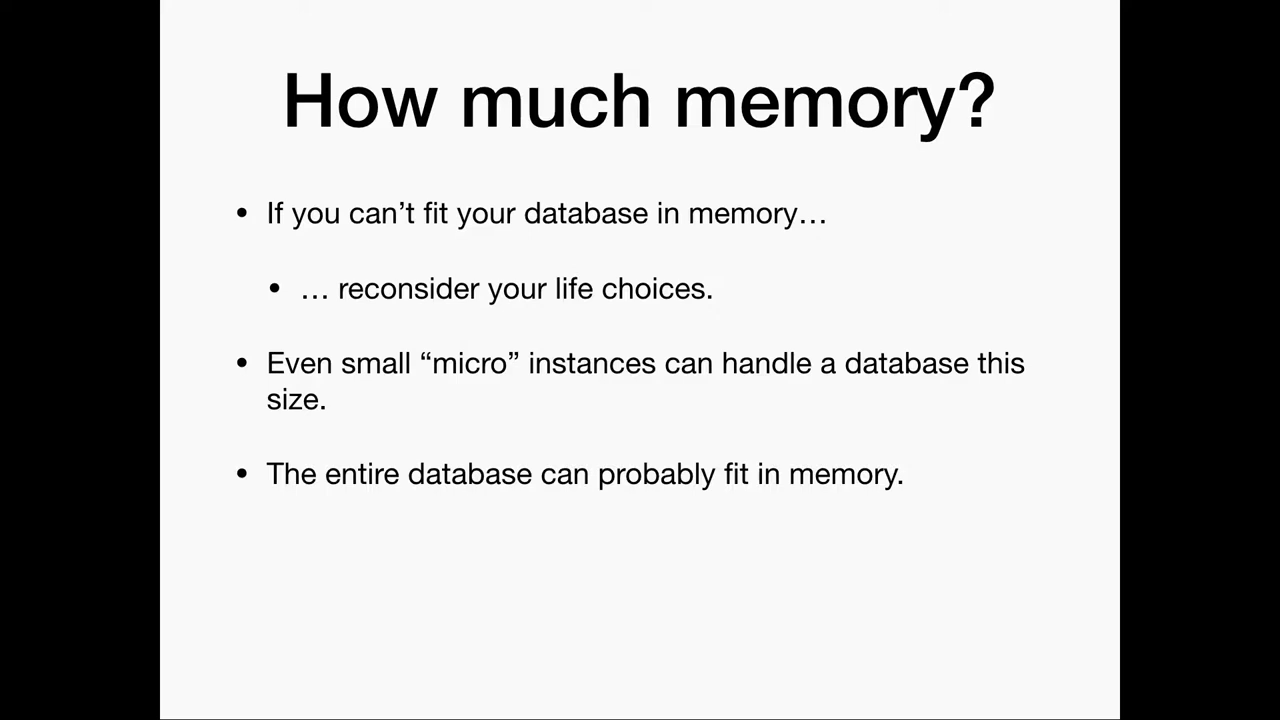 How much memory?
• If you can’t fit your database in memory…
• … reconsider your life choices.
• Even small “micro” instances can handle a database this
size.
• The entire database can probably fit in memory.